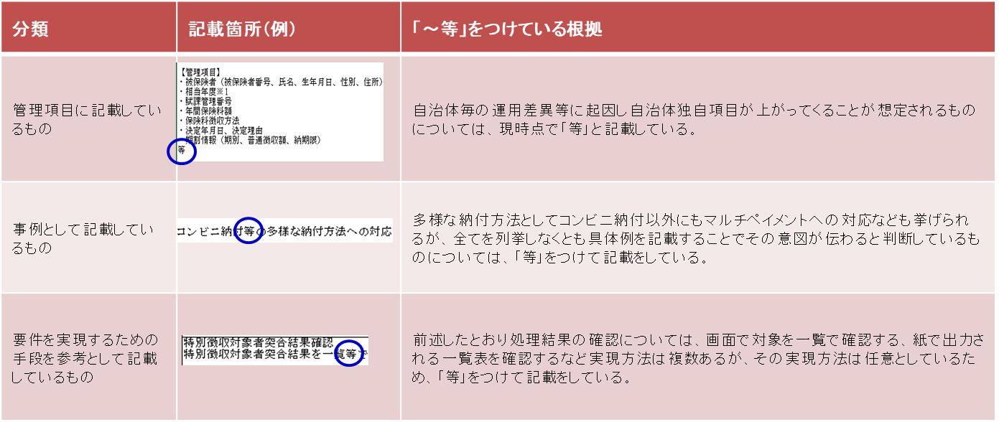 分類
記載箇所(例)
「～等」をつけている根拠
管理項目に記載してい
るもの
【管理項目】
・被保険者（被保険者番号、氏名、生年月日、性別、住所）
・相当年度※1
・賦課管理番号
・年間保険料額
・保険料徴収方法
・決定年月日、決定理由
・期割情報（期別、普通徴収額、納期限）
等
自治体毎の運用差異等に起因し自治体独自項目が上がってくることが想定されるもの
については、現時点で「等」と記載している。
事例として記載してい
るもの
コンビニ納付等の多様な納付方法への対応
多様な納付方法としてコンビニ納付以外にもマルチペイメントへの対応なども挙げられ
るが、全てを列挙しなくとも具体例を記載することでその意図が伝わると判断しているも
のについては、「等」をつけて記載をしている。
要件を実現するための
手段を参考として記載
しているもの
特別徴収対象者突合結果確認
特別徴収対象者突合結果を一覧等で
前述したとおり処理結果の確認については、画面で対象を一覧で確認する、紙で出力さ
れる一覧表を確認するなど実現方法は複数あるが、その実現方法は任意としているた
め、「等」をつけて記載をしている。